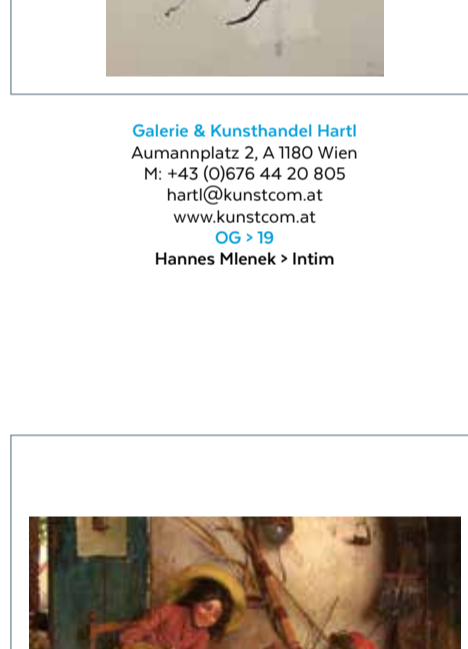 Galerie & Kunsthandel Hartl
Aumannplatz 2, A 1180 Wien
M: +43 (0)676 44 20 805
hartl@kunstcom.at
www.kunstcom.at
OG > 19
Hannes Mlenek > Intim